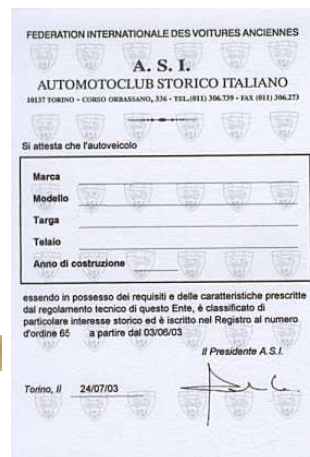 FEDERATION INTERNATIONALE DES VOITURES ANCIENNES
A. S. I.
AUTOMOTOCLUB STORICO ITALIANO
10137 TORINO - CORSO ORBASSANO, 336 - TEL.(011) 306.739 - FAX (011) 306.273
Si attesta che l'autoveicolo
Marca
Modello
Targa
Telaio
Anno di costruzione
essendo in possesso dei requisiti e delle caratteristiche prescritte
dal regolamento tecnico di questo Ente, è classificato di
particolare interesse storico ed è iscritto nel Registro al numero
d'ordine 65 a partire dal 03/06/03
Il Presidente A.S.I.
Torino, Il 24/07/03